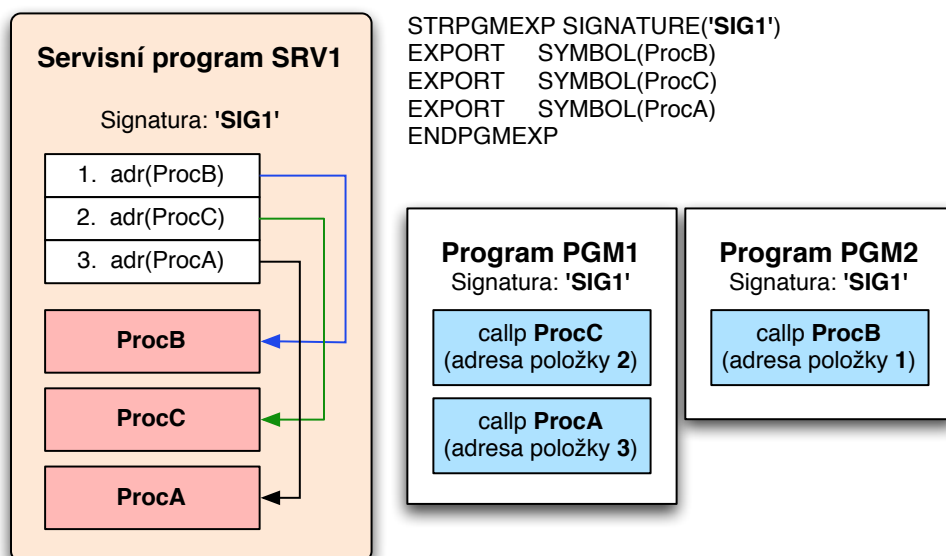 Servisní program SRV1
Signatura: 'SIG1'
1. adr(ProcB)
2. adr(ProcC)
3. adr(ProcA)
ProcB
ProcC
ProcA
STRPGMEXP SIGNATURE('SIG1')
EXPORT SYMBOL(ProcB)
EXPORT SYMBOL(ProcC)
EXPORT SYMBOL(ProcA)
ENDPGMEXP
Program PGM1
Signatura: 'SIG1'
callp ProcC
(adresa položky 2)
callp ProcA
(adresa položky 3)
Program PGM2
Signatura: 'SIG1'
callp ProcB
(adresa položky 1)